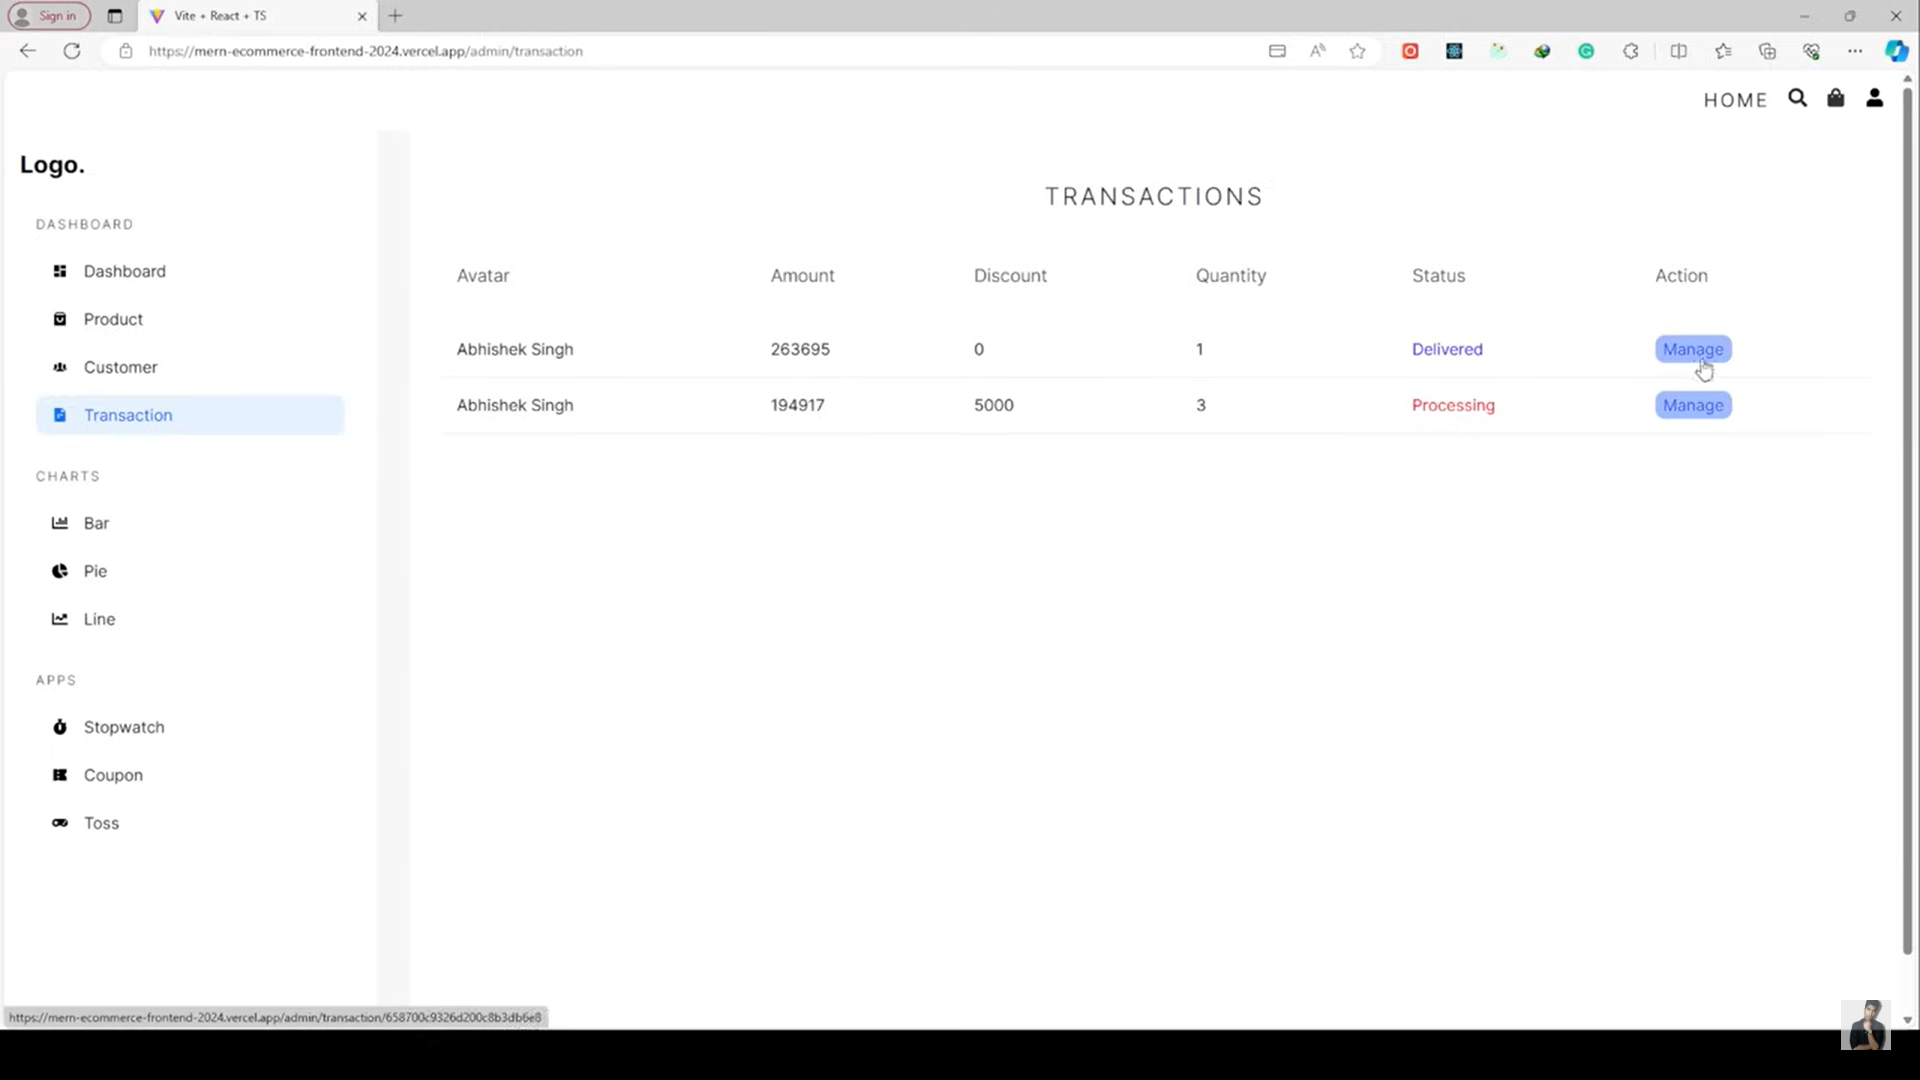 Sign in
Vite + React + TS
https://mern-ecommerce-frontend-2024.vercel.app/admin/transaction
HOME
Logo.
DASHBOARD
Dashboard
Product
Customer
Transaction
CHARTS
Bar
Pie
Line
APPS
Stopwatch
Coupon
Toss
TRANSACTIONS
Avatar Amount Discount Quantity Status Action
Abhishek Singh 263695 0 1 Delivered Manage
Abhishek Singh 194917 5000 3 Processing Manage
https://mern-ecommerce-frontend-2024.vercel.app/admin/transaction/658700c9326d200c8b3db6e8